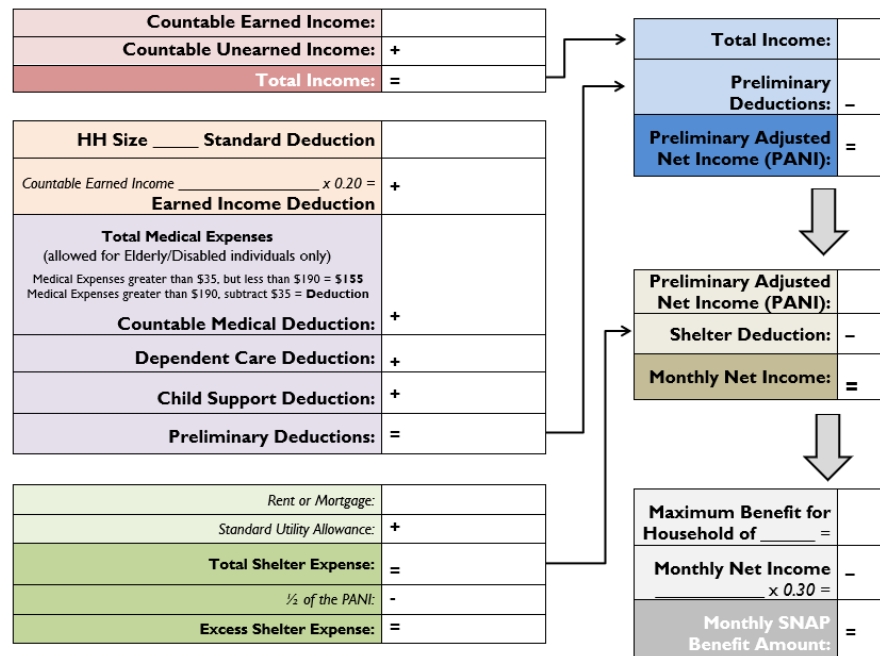 Countable Earned Income:
Countable Unearned Income: +
Total Income: =
HH Size _____ Standard Deduction
Countable Earned Income ____________________ x 0.20 =
Earned Income Deduction +
Total Medical Expenses
(allowed for Elderly/Disabled individuals only)
Medical Expenses greater than $35, but less than $190 = $155
Medical Expenses greater than $190, subtract $35 = Deduction
Countable Medical Deduction: +
Dependent Care Deduction: +
Child Support Deduction: +
Preliminary Deductions: =
Rent or Mortgage:
Standard Utility Allowance: +
Total Shelter Expense: =
½ of the PANI: -
Excess Shelter Expense: =
Total Income:
Preliminary
Deductions: –
Preliminary Adjusted
Net Income (PANI): =
Preliminary Adjusted
Net Income (PANI):
Shelter Deduction: –
Monthly Net Income: =
Maximum Benefit for
Household of ______ =
Monthly Net Income –
____________ x 0.30 =
Monthly SNAP
Benefit Amount: =